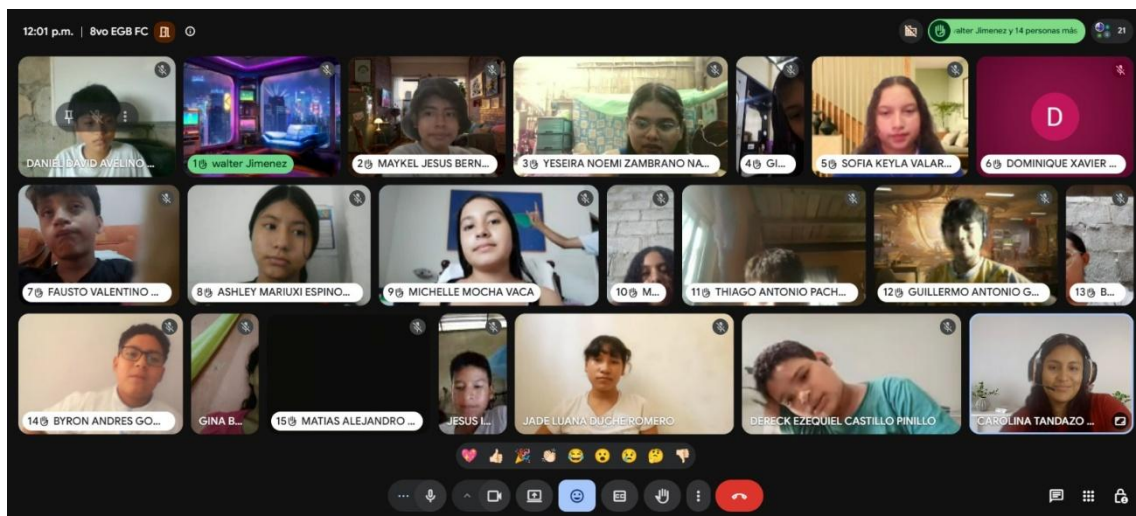 12:01 p.m. | 8vo EGB FC
alter Jimenez y 14 personas más
21
DANIEL DAVID AVELINO ...
1 walter Jimenez
2 MAYKEL JESUS BERN...
3 YESEIRA NOEMI ZAMBRANO NA...
4 GI...
5 SOFIA KEYLA VALAR...
D
6 DOMINIQUE XAVIER ...
7 FAUSTO VALENTINO ...
8 ASHLEY MARIUXI ESPINO...
9 MICHELLE MOCHA VACA
10 M...
11 THIAGO ANTONIO PACH...
12 GUILLERMO ANTONIO G...
13 B...
14 BYRON ANDRES GO...
GINA B...
15 MATIAS ALEJANDRO ...
JESUS I...
JADE LUANA DUCHE ROMERO
DERECK EZEQUIEL CASTILLO PINILLO
CAROLINA TANDAZO ...